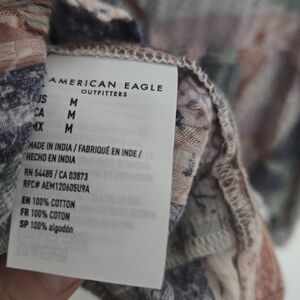 AMERICAN EAGLE
OUTFITTERS
US M
CA M
MX M
MADE IN INDIA / FABRIQUÉ EN INDE /
HECHO EN INDIA
RN 54485 / CA 03873
RFC# AEM120605U9A
EN 100% COTTON
FR 100% COTON
SP 100% algodón